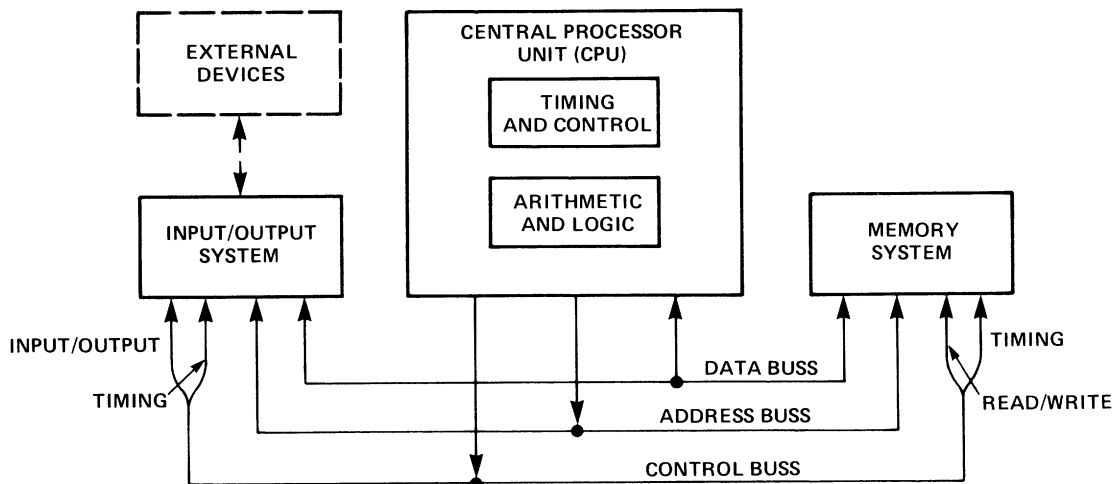 EXTERNAL
DEVICES
CENTRAL PROCESSOR
UNIT (CPU)
TIMING
AND CONTROL
ARITHMETIC
AND LOGIC
INPUT/OUTPUT
SYSTEM
MEMORY
SYSTEM
INPUT/OUTPUT
TIMING
TIMING
READ/WRITE
DATA BUSS
ADDRESS BUSS
CONTROL BUSS